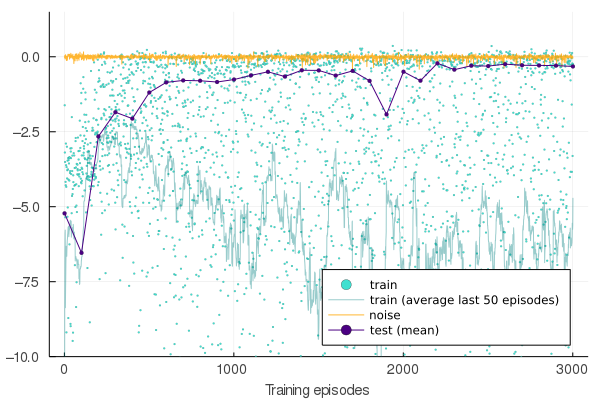 0.0
−2.5
−5.0
−7.5
−10.0
0
1000
2000
3000
Training episodes
train
train (average last 50 episodes)
noise
test (mean)